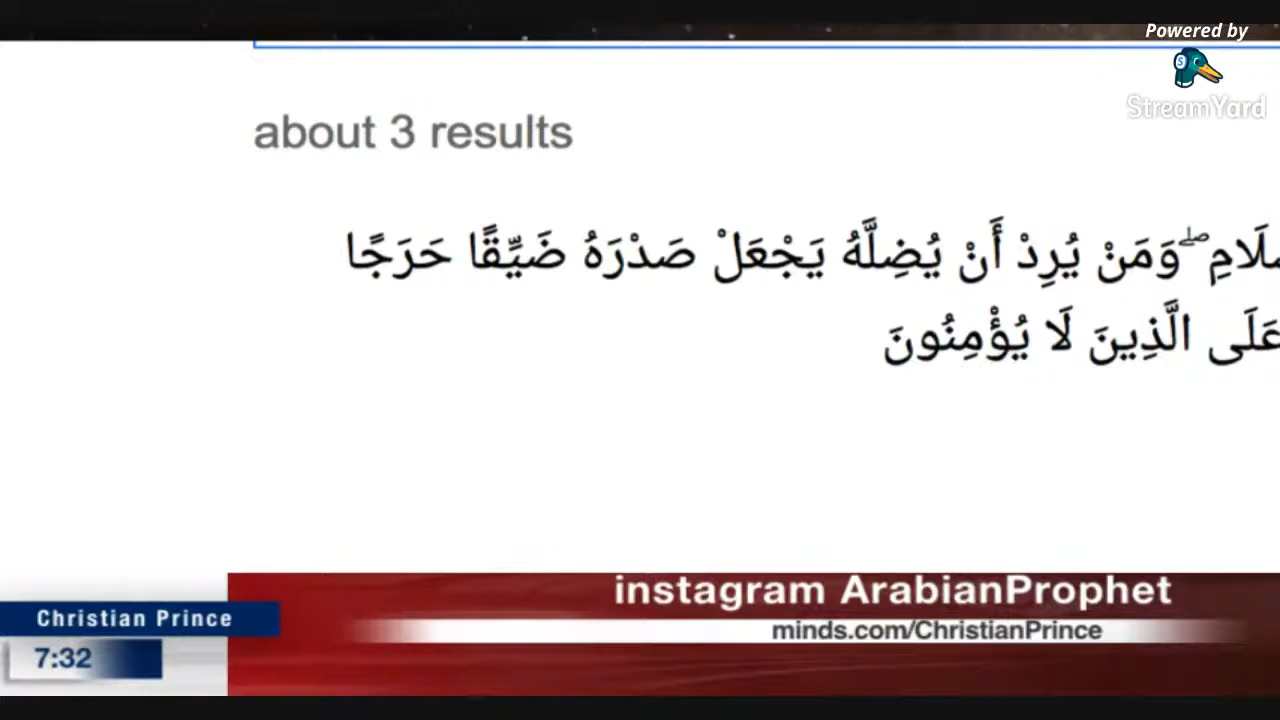 Powered by
StreamYard
about 3 results
وَمَنْ يُرِدْ أَنْ يُضِلَّهُ يَجْعَلْ صَدْرَهُ ضَيِّقًا حَرَجًا
عَلَى الَّذِينَ لَا يُؤْمِنُونَ
instagram ArabianProphet
Christian Prince
minds.com/ChristianPrince
7:32